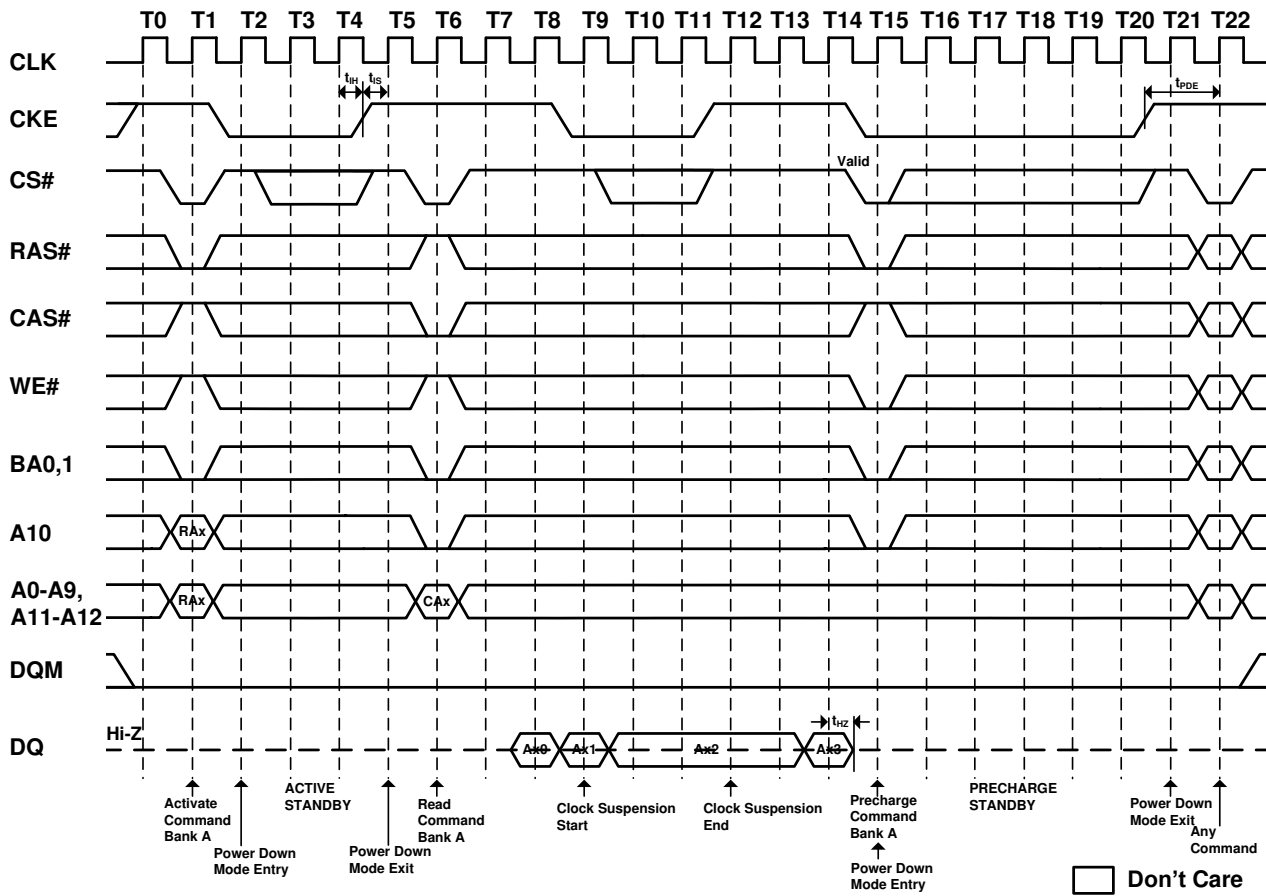 T0 T1 T2 T3 T4 T5 T6 T7 T8 T9 T10 T11 T12 T13 T14 T15 T16 T17 T18 T19 T20 T21 T22
CLK
tIH tIS
tPDE
CKE
Valid
CS#
RAS#
CAS#
WE#
BA0,1
A10
RAx
A0-A9,
A11-A12
RAx
CAx
DQM
Hi-Z
tHZ
DQ
Ax0
Ax1
Ax2
Ax3
Activate
Command
Bank A
Power Down
Mode Entry
ACTIVE
STANDBY
Power Down
Mode Exit
Read
Command
Bank A
Clock Suspension
Start
Clock Suspension
End
Precharge
Command
Bank A
Power Down
Mode Entry
PRECHARGE
STANDBY
Power Down
Mode Exit
Any
Command
Don't Care